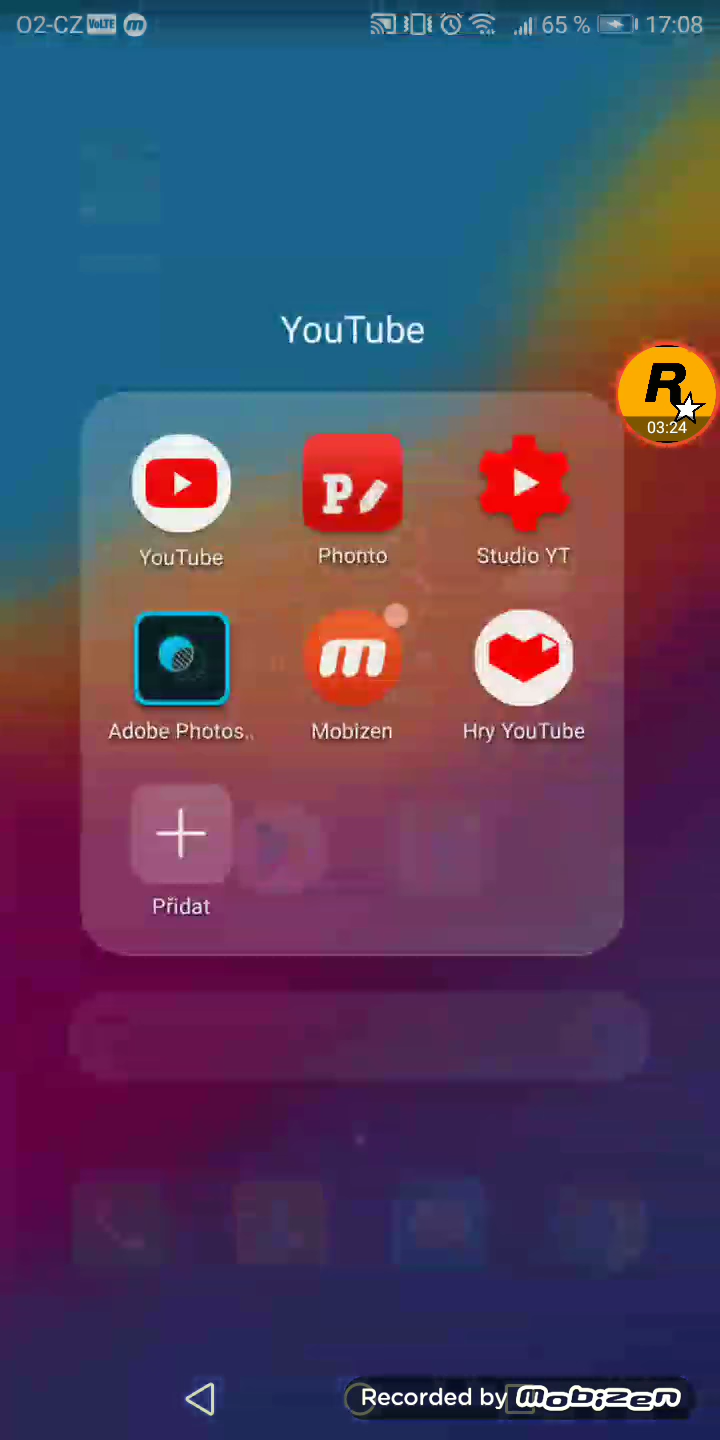 O2-CZ VoLTE 65 % 17:08
YouTube
R
03:24
P
YouTube Phonto Studio YT
Adobe Photos.. Mobizen Hry YouTube
Přidat
Recorded by mobizen